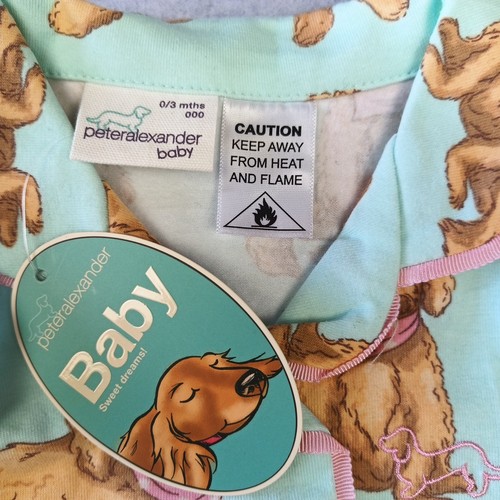 0/3 mths
000
peteralexander
baby
CAUTION
KEEP AWAY
FROM HEAT
AND FLAME
peteralexander
Baby
Sweet dreams!